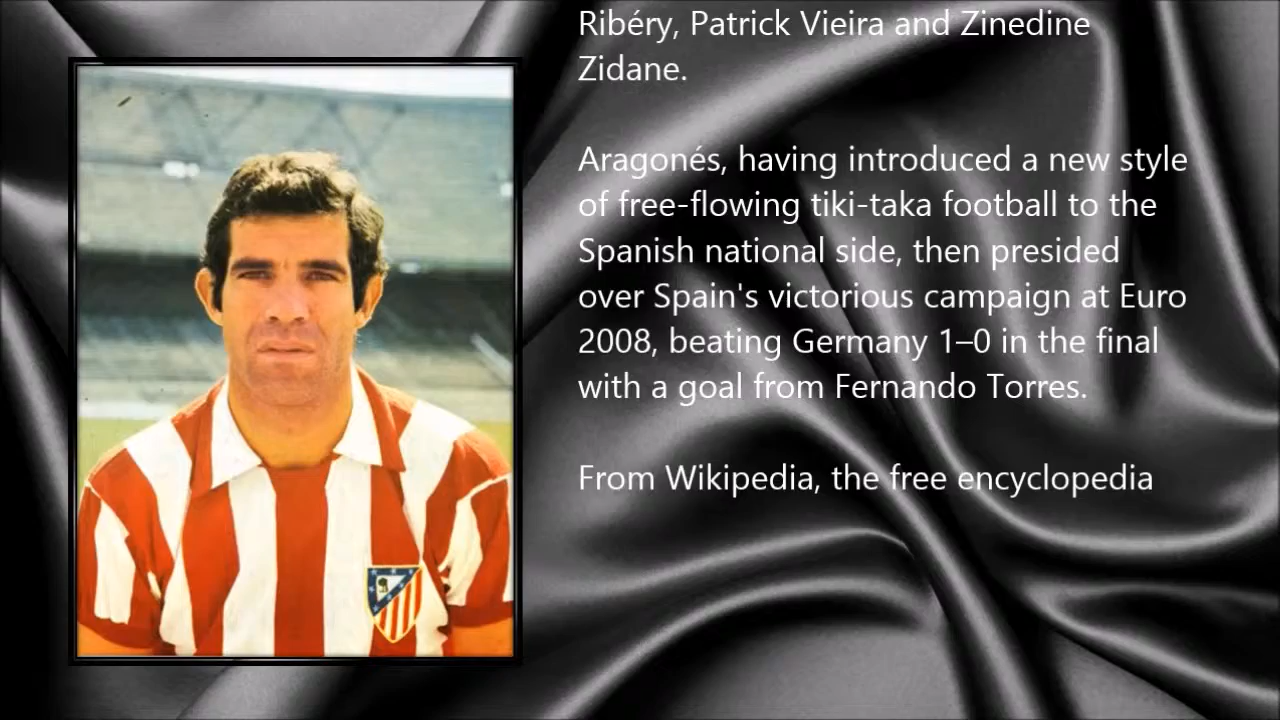 Ribéry, Patrick Vieira and Zinedine
Zidane.
Aragonés, having introduced a new style
of free-flowing tiki-taka football to the
Spanish national side, then presided
over Spain's victorious campaign at Euro
2008, beating Germany 1–0 in the final
with a goal from Fernando Torres.
From Wikipedia, the free encyclopedia